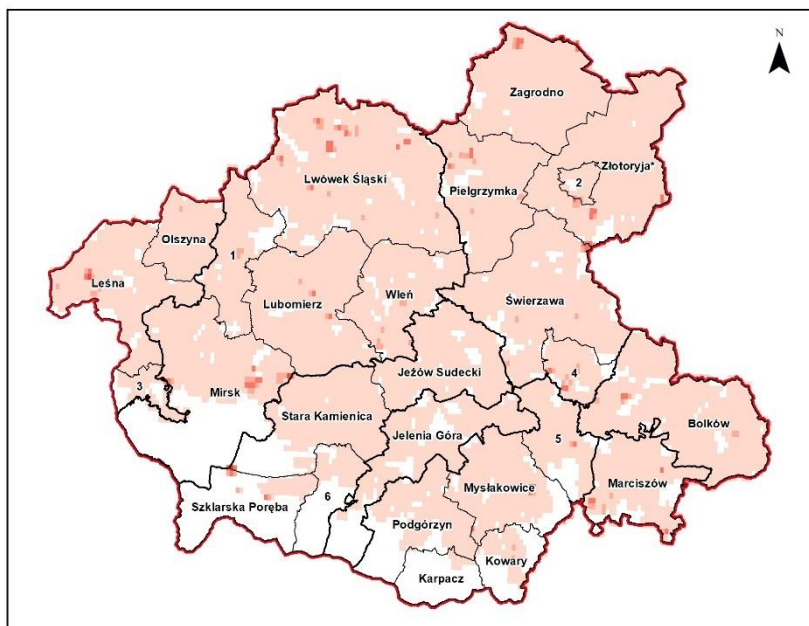 N
Zagrodno
Złotoryja*
Lwówek Śląski
Pielgrzymka
2
Olszyna
1
Leśna
Lubomierz
Wleń
Świerzawa
3
Mirsk
Jeżów Sudecki
4
Stara Kamienica
Bolków
Jelenia Góra
5
Mysłakowice
Marciszów
6
Szklarska Poręba
Podgórzyn
Kowary
Karpacz